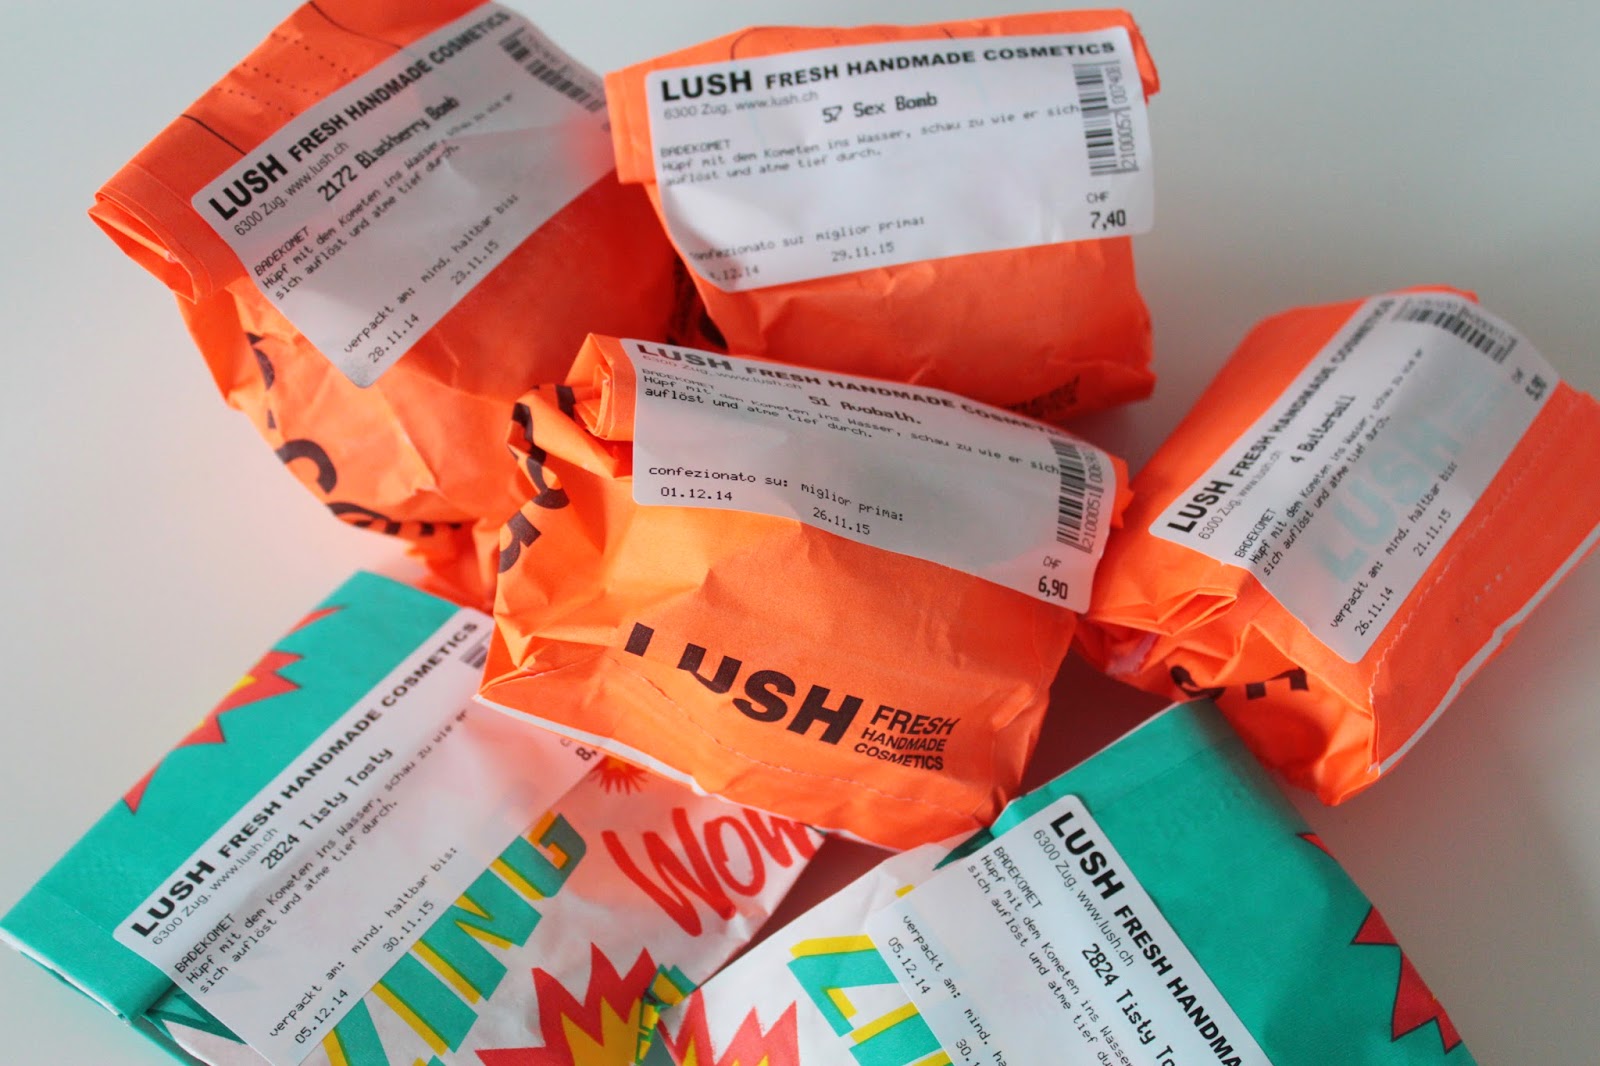 LUSH FRESH HANDMADE COSMETICS
6300 Zug, www.lush.ch
2172 Blackberry Bomb
BADEKOMET
Hüpf mit dem Kometen ins Wasser, schau zu wie er
sich auflöst und atme tief durch.
verpackt am: mind. haltbar bis:
28.11.14 23.11.15
LUSH FRESH HANDMADE COSMETICS
6300 Zug, www.lush.ch
57 Sex Bomb
BADEKOMET
Hüpf mit dem Kometen ins Wasser, schau zu wie er sich
auflöst und atme tief durch.
CHF
7,40
confezionato su: miglior prima:
.12.14 29.11.15
LUSH FRESH HANDMADE COSMETICS
6300 Zug, www.lush.ch
51 Avobath.
BADEKOMET
Hüpf mit dem Kometen ins Wasser, schau zu wie er sich
auflöst und atme tief durch.
confezionato su: miglior prima:
01.12.14 26.11.15
CHF
6,90
LUSH FRESH
HANDMADE
COSMETICS
LUSH FRESH HANDMADE COSMETICS
6300 Zug, www.lush.ch
4 Butterball
BADEKOMET
Hüpf mit dem Kometen ins Wasser, schau zu wie er
sich auflöst und atme tief durch.
LUSH
verpackt am: mind. haltbar bis:
26.11.14 21.11.15
LUSH FRESH HANDMADE COSMETICS
6300 Zug, www.lush.ch
2824 Tisty Tosty
BADEKOMET
Hüpf mit dem Kometen ins Wasser, schau zu wie er
sich auflöst und atme tief durch.
verpackt am: mind. haltbar bis:
05.12.14 30.11.15
ZING
WOW
LUSH FRESH HANDMA
6300 Zug, www.lush.ch
2824 Tisty To
BADEKOMET
Hüpf mit dem Kometen ins Wasser
sich auflöst und atme tief du
verpackt am: mind.
05.12.14 30.1